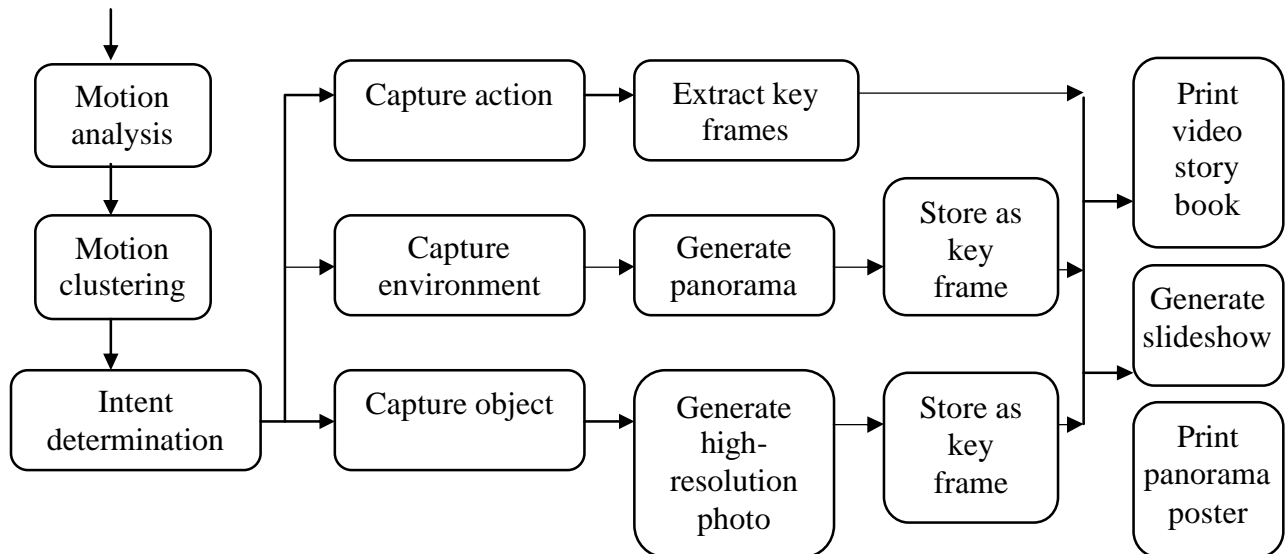 Motion
analysis
Motion
clustering
Intent
determination
Capture action
Extract key
frames
Capture
environment
Generate
panorama
Store as
key
frame
Capture object
Generate
high-
resolution
photo
Store as
key
frame
Print
video
story
book
Generate
slideshow
Print
panorama
poster